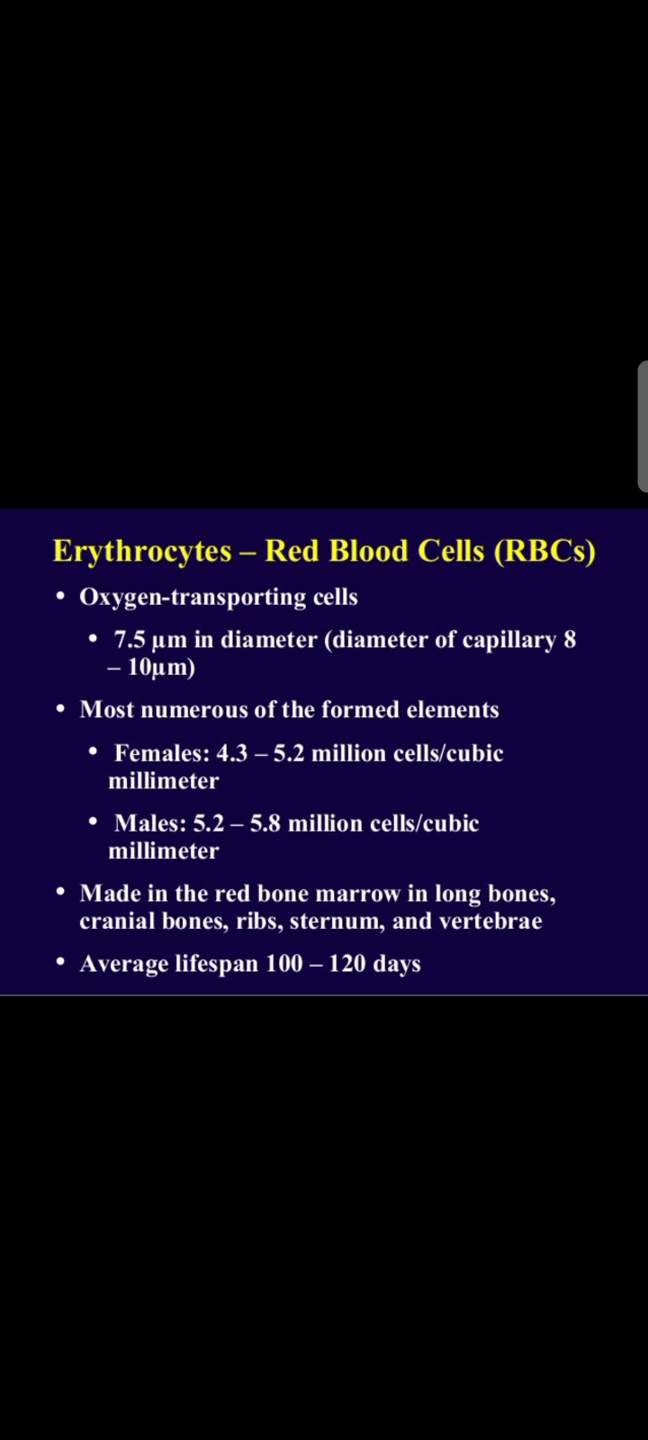 Erythrocytes – Red Blood Cells (RBCs)
• Oxygen-transporting cells
• 7.5 µm in diameter (diameter of capillary 8
– 10µm)
• Most numerous of the formed elements
• Females: 4.3 – 5.2 million cells/cubic
millimeter
• Males: 5.2 – 5.8 million cells/cubic
millimeter
• Made in the red bone marrow in long bones,
cranial bones, ribs, sternum, and vertebrae
• Average lifespan 100 – 120 days